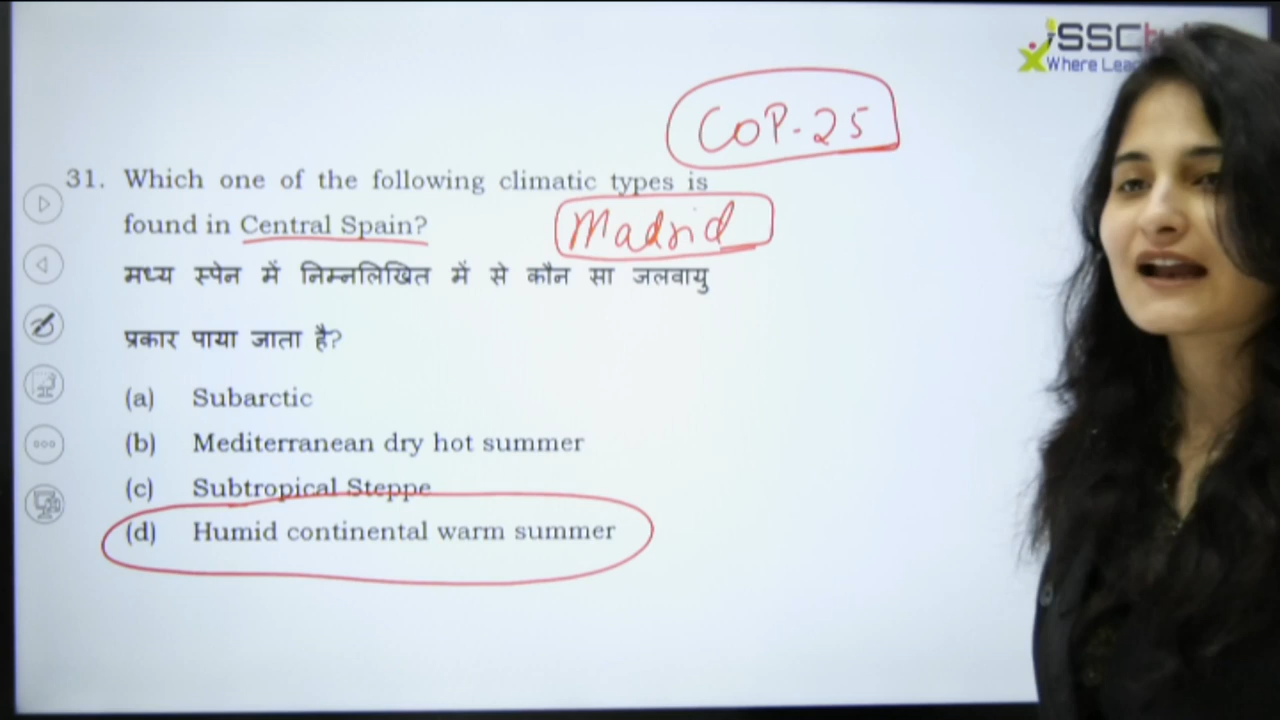 SSC
Where Lea
COP-25
31. Which one of the following climatic types is
found in Central Spain?
Madrid
मध्य स्पेन में निम्नलिखित में से कौन सा जलवायु
प्रकार पाया जाता है?
(a) Subarctic
(b) Mediterranean dry hot summer
(c) Subtropical Steppe
(d) Humid continental warm summer